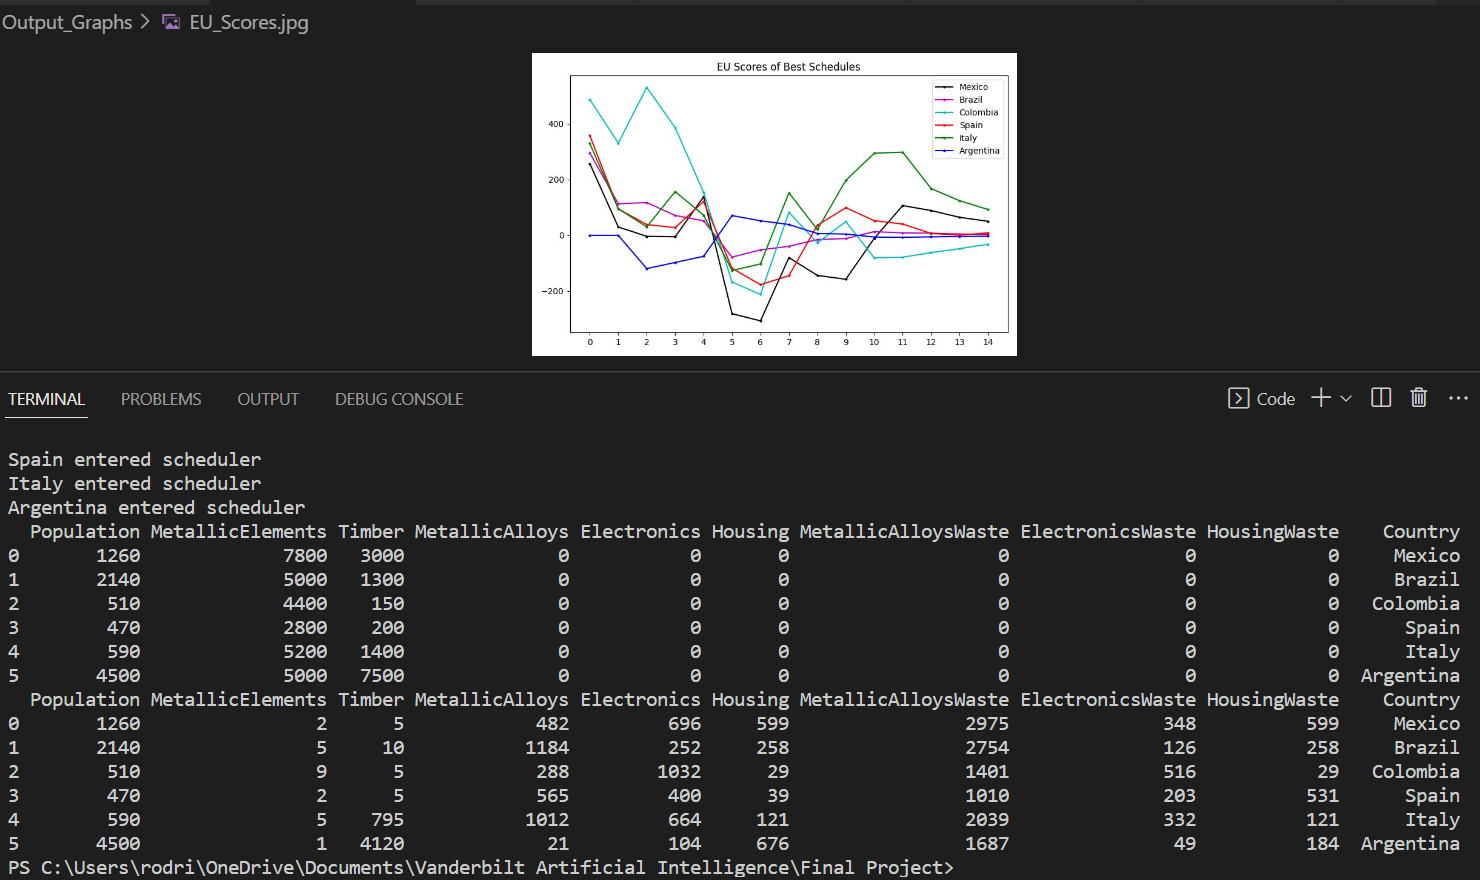 Output_Graphs > EU_Scores.jpg
EU Scores of Best Schedules
Mexico
Brazil
Colombia
Spain
Italy
Argentina
400
200
0
−200
0 1 2 3 4 5 6 7 8 9 10 11 12 13 14
TERMINAL PROBLEMS OUTPUT DEBUG CONSOLE Code
Spain entered scheduler
Italy entered scheduler
Argentina entered scheduler
Population MetallicElements Timber MetallicAlloys Electronics Housing MetallicAlloysWaste ElectronicsWaste HousingWaste Country
0 1260 7800 3000 0 0 0 0 0 0 Mexico
1 2140 5000 1300 0 0 0 0 0 0 Brazil
2 510 4400 150 0 0 0 0 0 0 Colombia
3 470 2800 200 0 0 0 0 0 0 Spain
4 590 5200 1400 0 0 0 0 0 0 Italy
5 4500 5000 7500 0 0 0 0 0 0 Argentina
Population MetallicElements Timber MetallicAlloys Electronics Housing MetallicAlloysWaste ElectronicsWaste HousingWaste Country
0 1260 2 5 482 696 599 2975 348 599 Mexico
1 2140 5 10 1184 252 258 2754 126 258 Brazil
2 510 9 5 288 1032 29 1401 516 29 Colombia
3 470 2 5 565 400 39 1010 203 531 Spain
4 590 5 795 1012 664 121 2039 332 121 Italy
5 4500 1 4120 21 104 676 1687 49 184 Argentina
PS C:\Users\rodri\OneDrive\Documents\Vanderbilt Artificial Intelligence\Final Project>